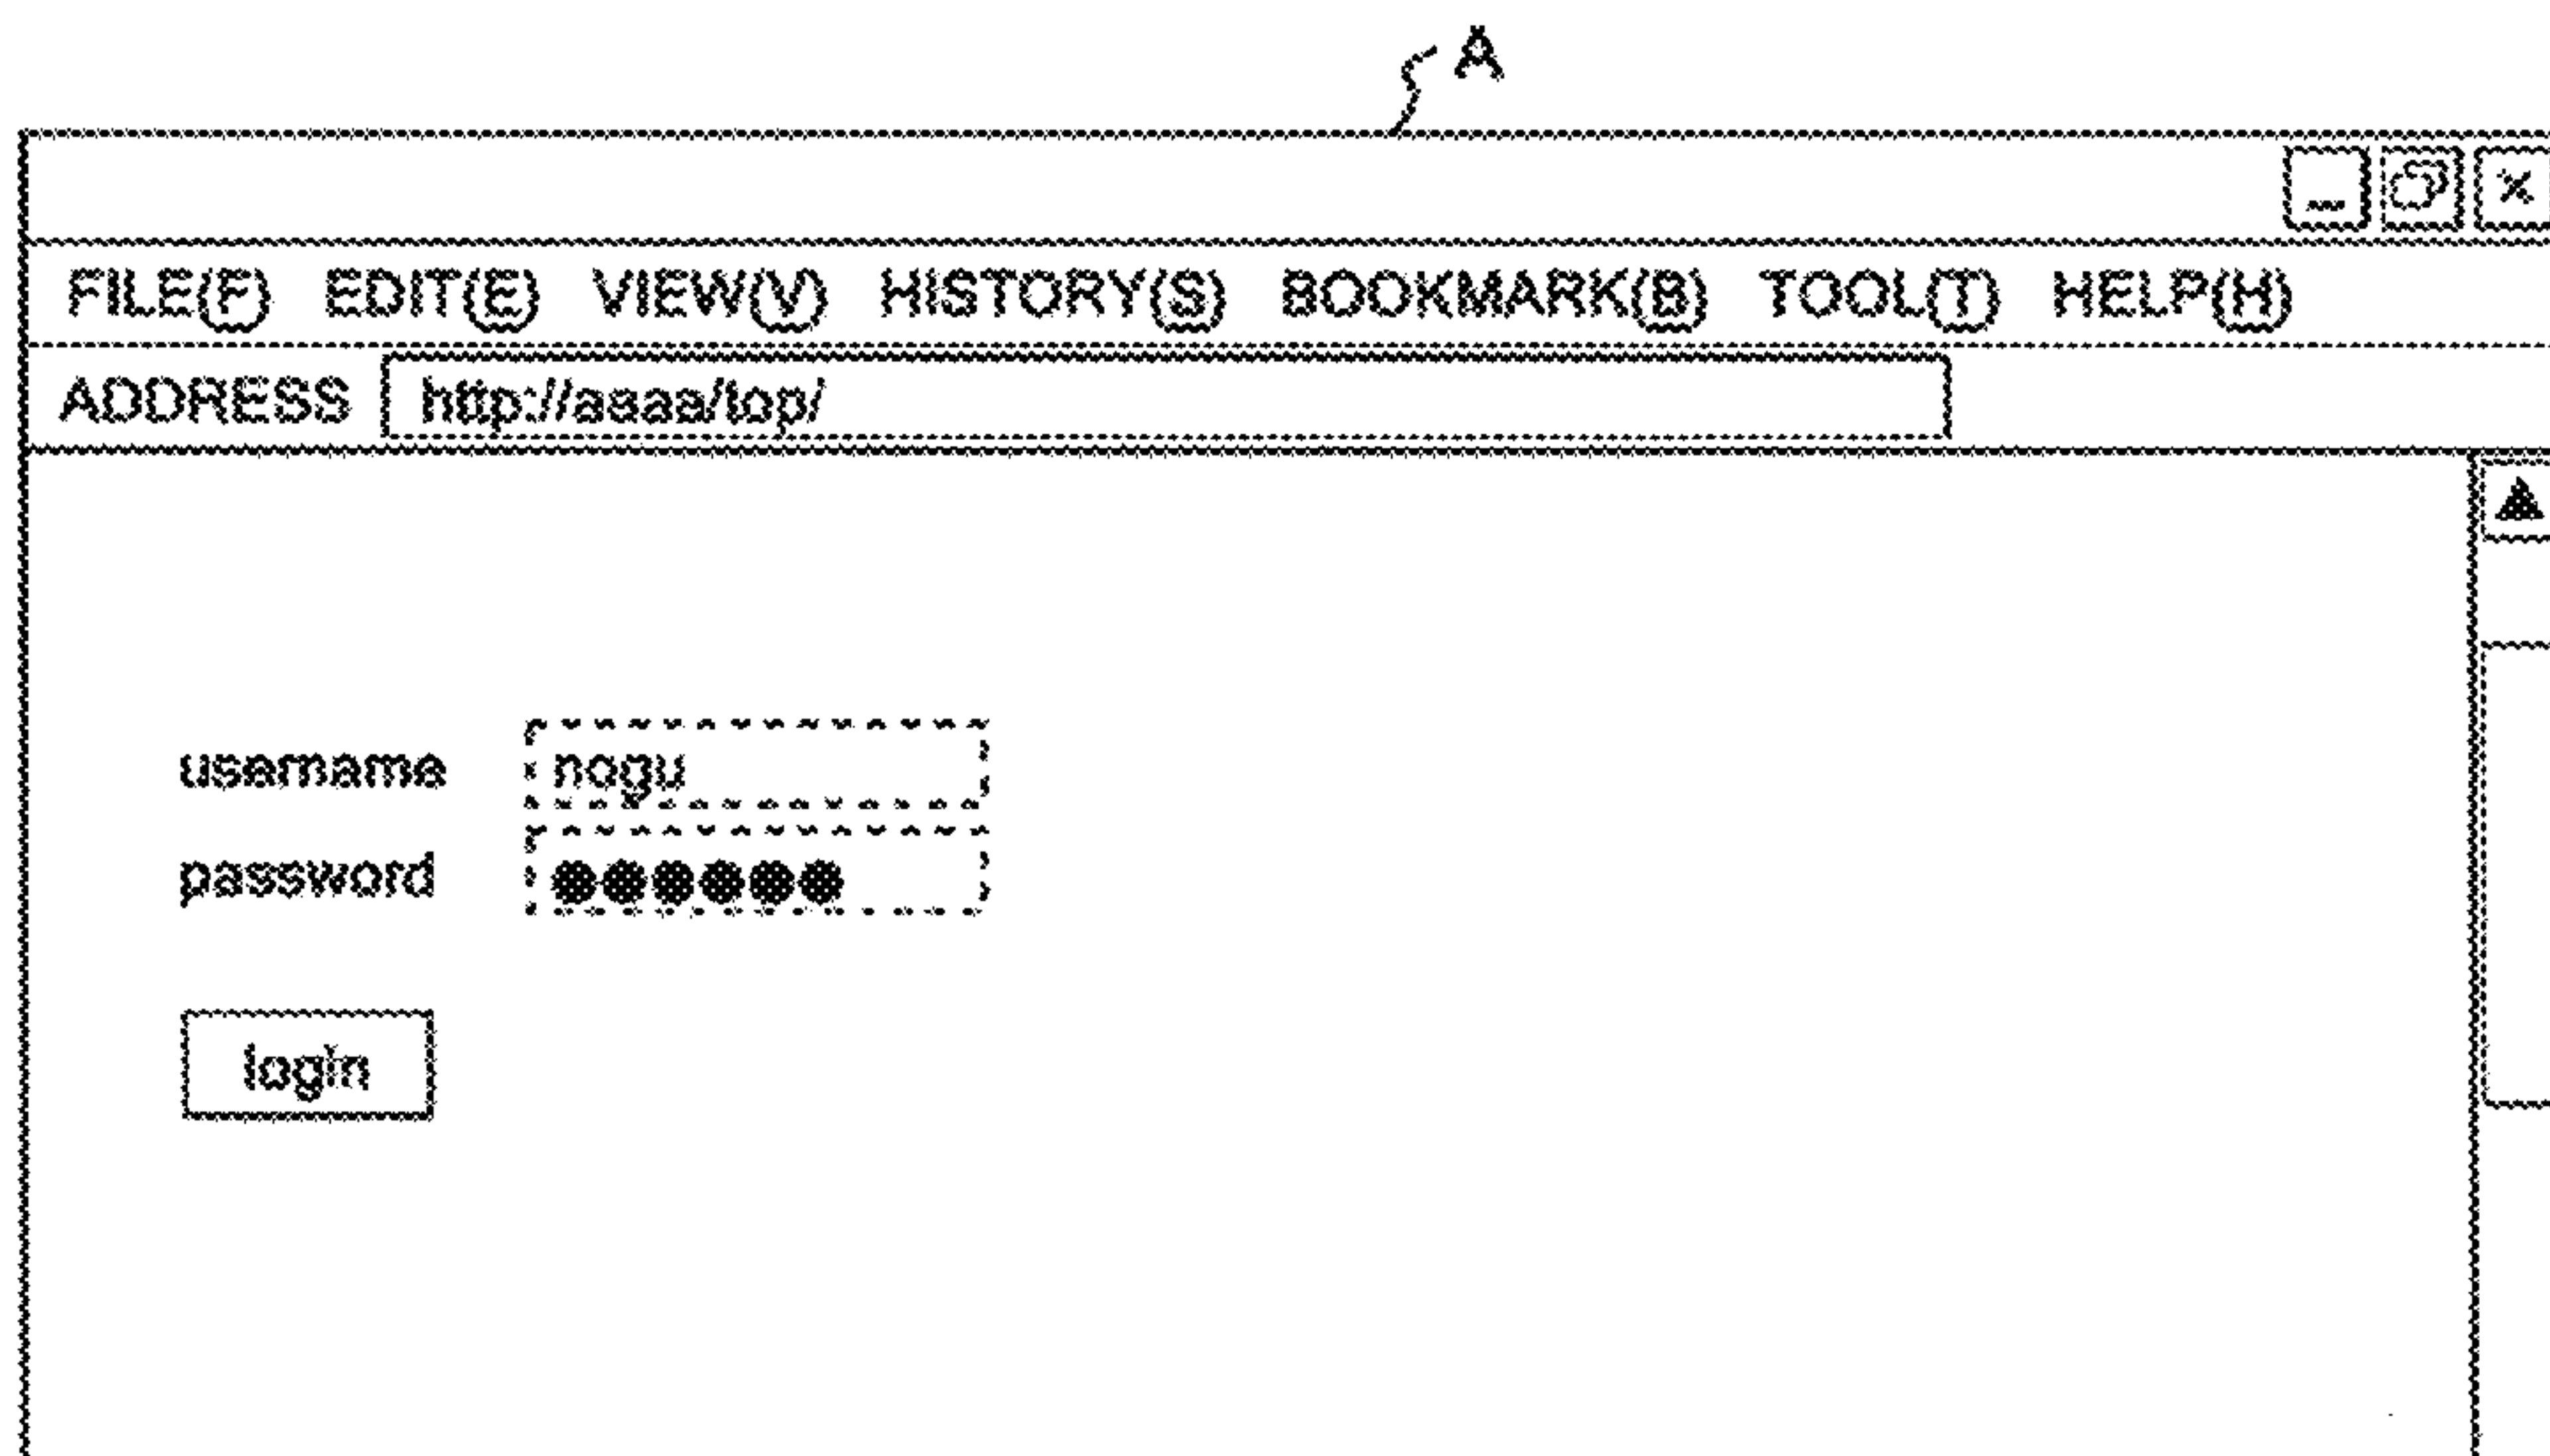 A
FILE(F) EDIT(E) VIEW(V) HISTORY(S) BOOKMARK(B) TOOL(T) HELP(H)
ADDRESS http://aaaa/top/
username nogu
password ●●●●●●
login